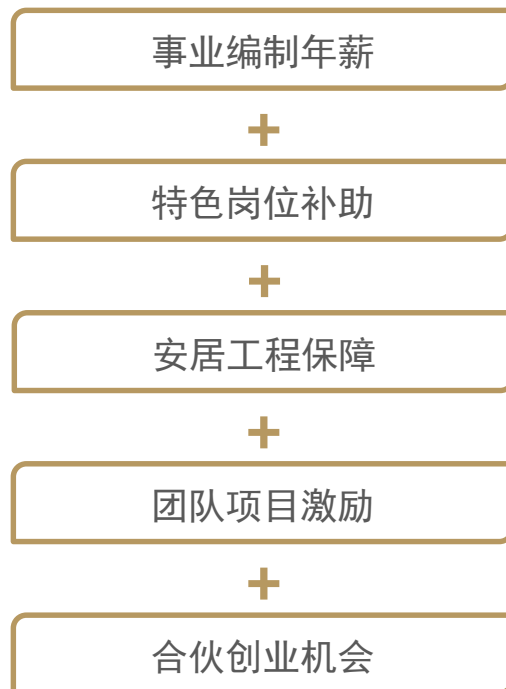 事业编制年薪
+
特色岗位补助
+
安居工程保障
+
团队项目激励
+
合伙创业机会